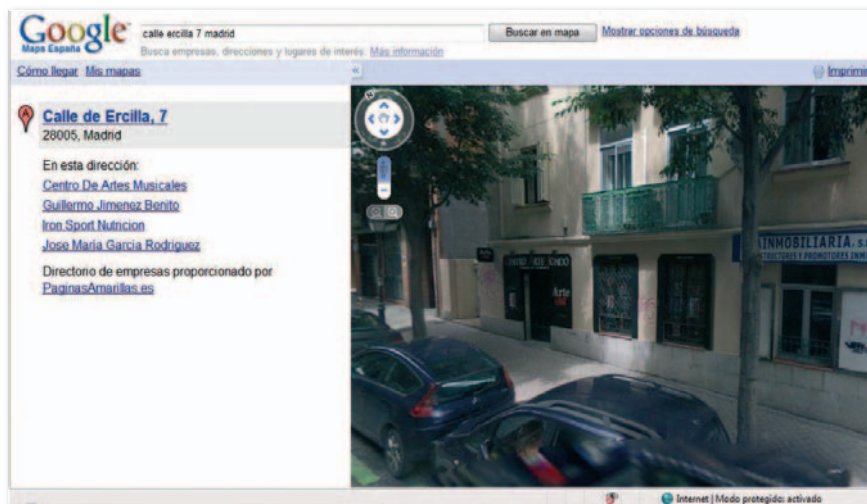 Google
Maps España
calle ercilla 7 madrid
Buscar en mapa
Mostrar opciones de búsqueda
Busca empresas, direcciones y lugares de interés. Más información
Cómo llegar Mis mapas
«
Imprimir
A
Calle de Ercilla, 7
28005, Madrid
En esta dirección:
Centro De Artes Musicales
Guillermo Jimenez Benito
Iron Sport Nutricion
Jose Maria Garcia Rodriguez
Directorio de empresas proporcionado por
PaginasAmarillas.es
N
Arte
INMOBILIARIA, S.
PROMOTORES
Internet | Modo protegido: activado